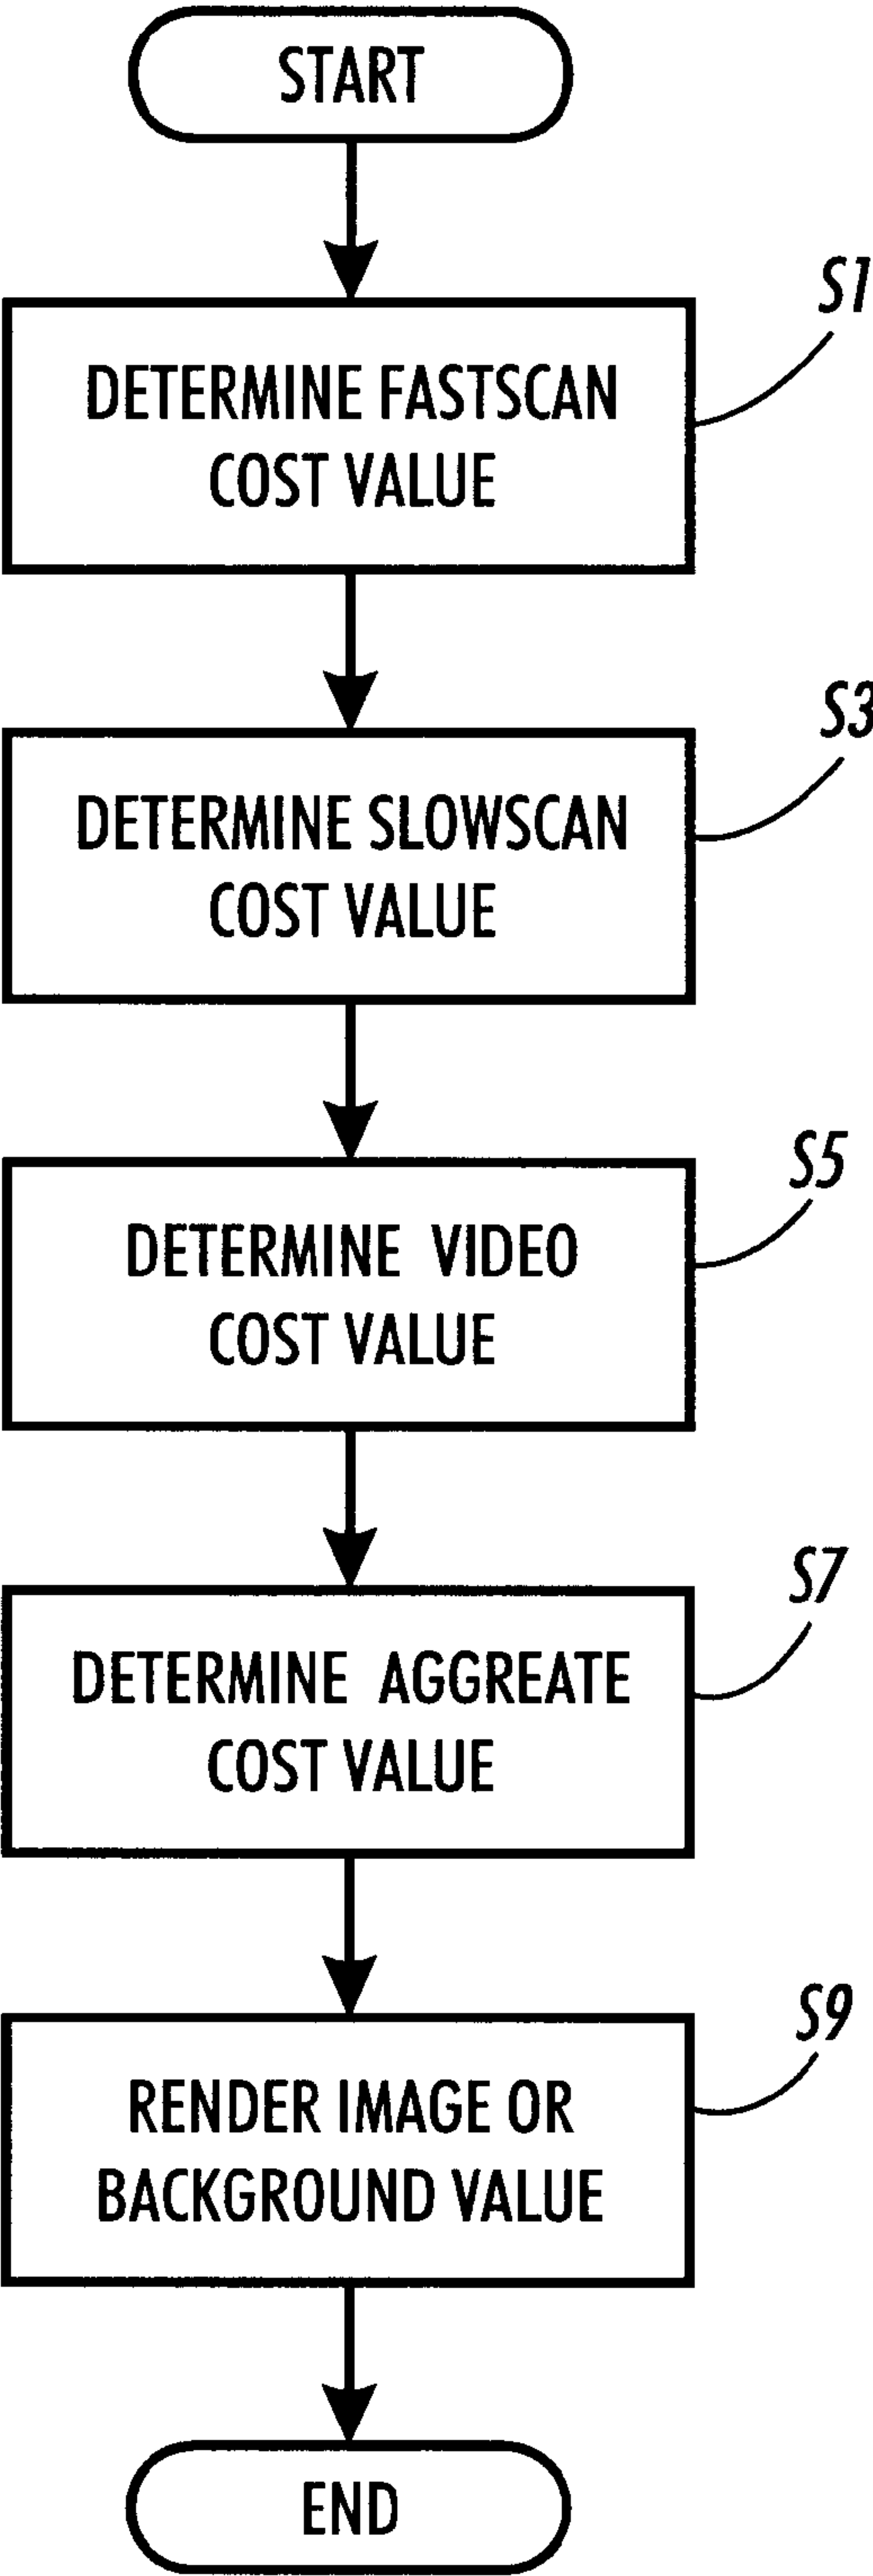 START
S1
DETERMINE FASTSCAN
COST VALUE
S3
DETERMINE SLOWSCAN
COST VALUE
S5
DETERMINE VIDEO
COST VALUE
S7
DETERMINE AGGREATE
COST VALUE
S9
RENDER IMAGE OR
BACKGROUND VALUE
END